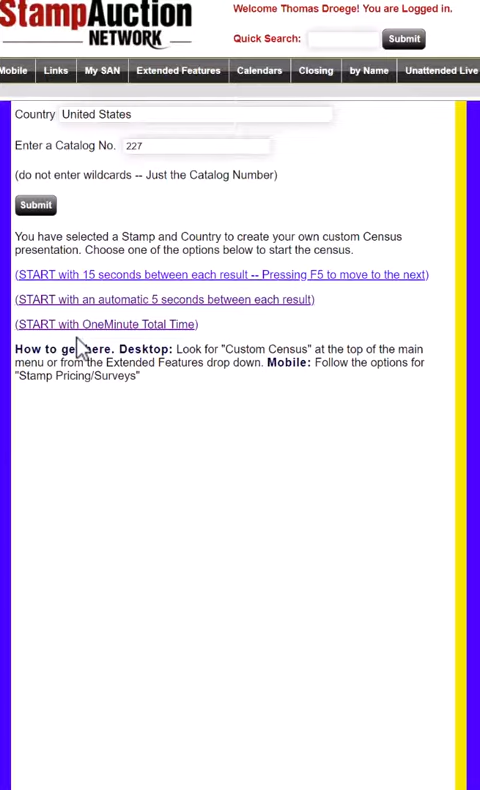 StampAuction
NETWORK
Welcome Thomas Droege! You are Logged in.
Quick Search:
Submit
Mobile
Links
My SAN
Extended Features
Calendars
Closing
by Name
Unattended Live
Country United States
Enter a Catalog No. 227
(do not enter wildcards -- Just the Catalog Number)
Submit
You have selected a Stamp and Country to create your own custom Census
presentation. Choose one of the options below to start the census.
(START with 15 seconds between each result -- Pressing F5 to move to the next)
(START with an automatic 5 seconds between each result)
(START with OneMinute Total Time)
How to get here. Desktop: Look for "Custom Census" at the top of the main
menu or from the Extended Features drop down. Mobile: Follow the options for
"Stamp Pricing/Surveys"